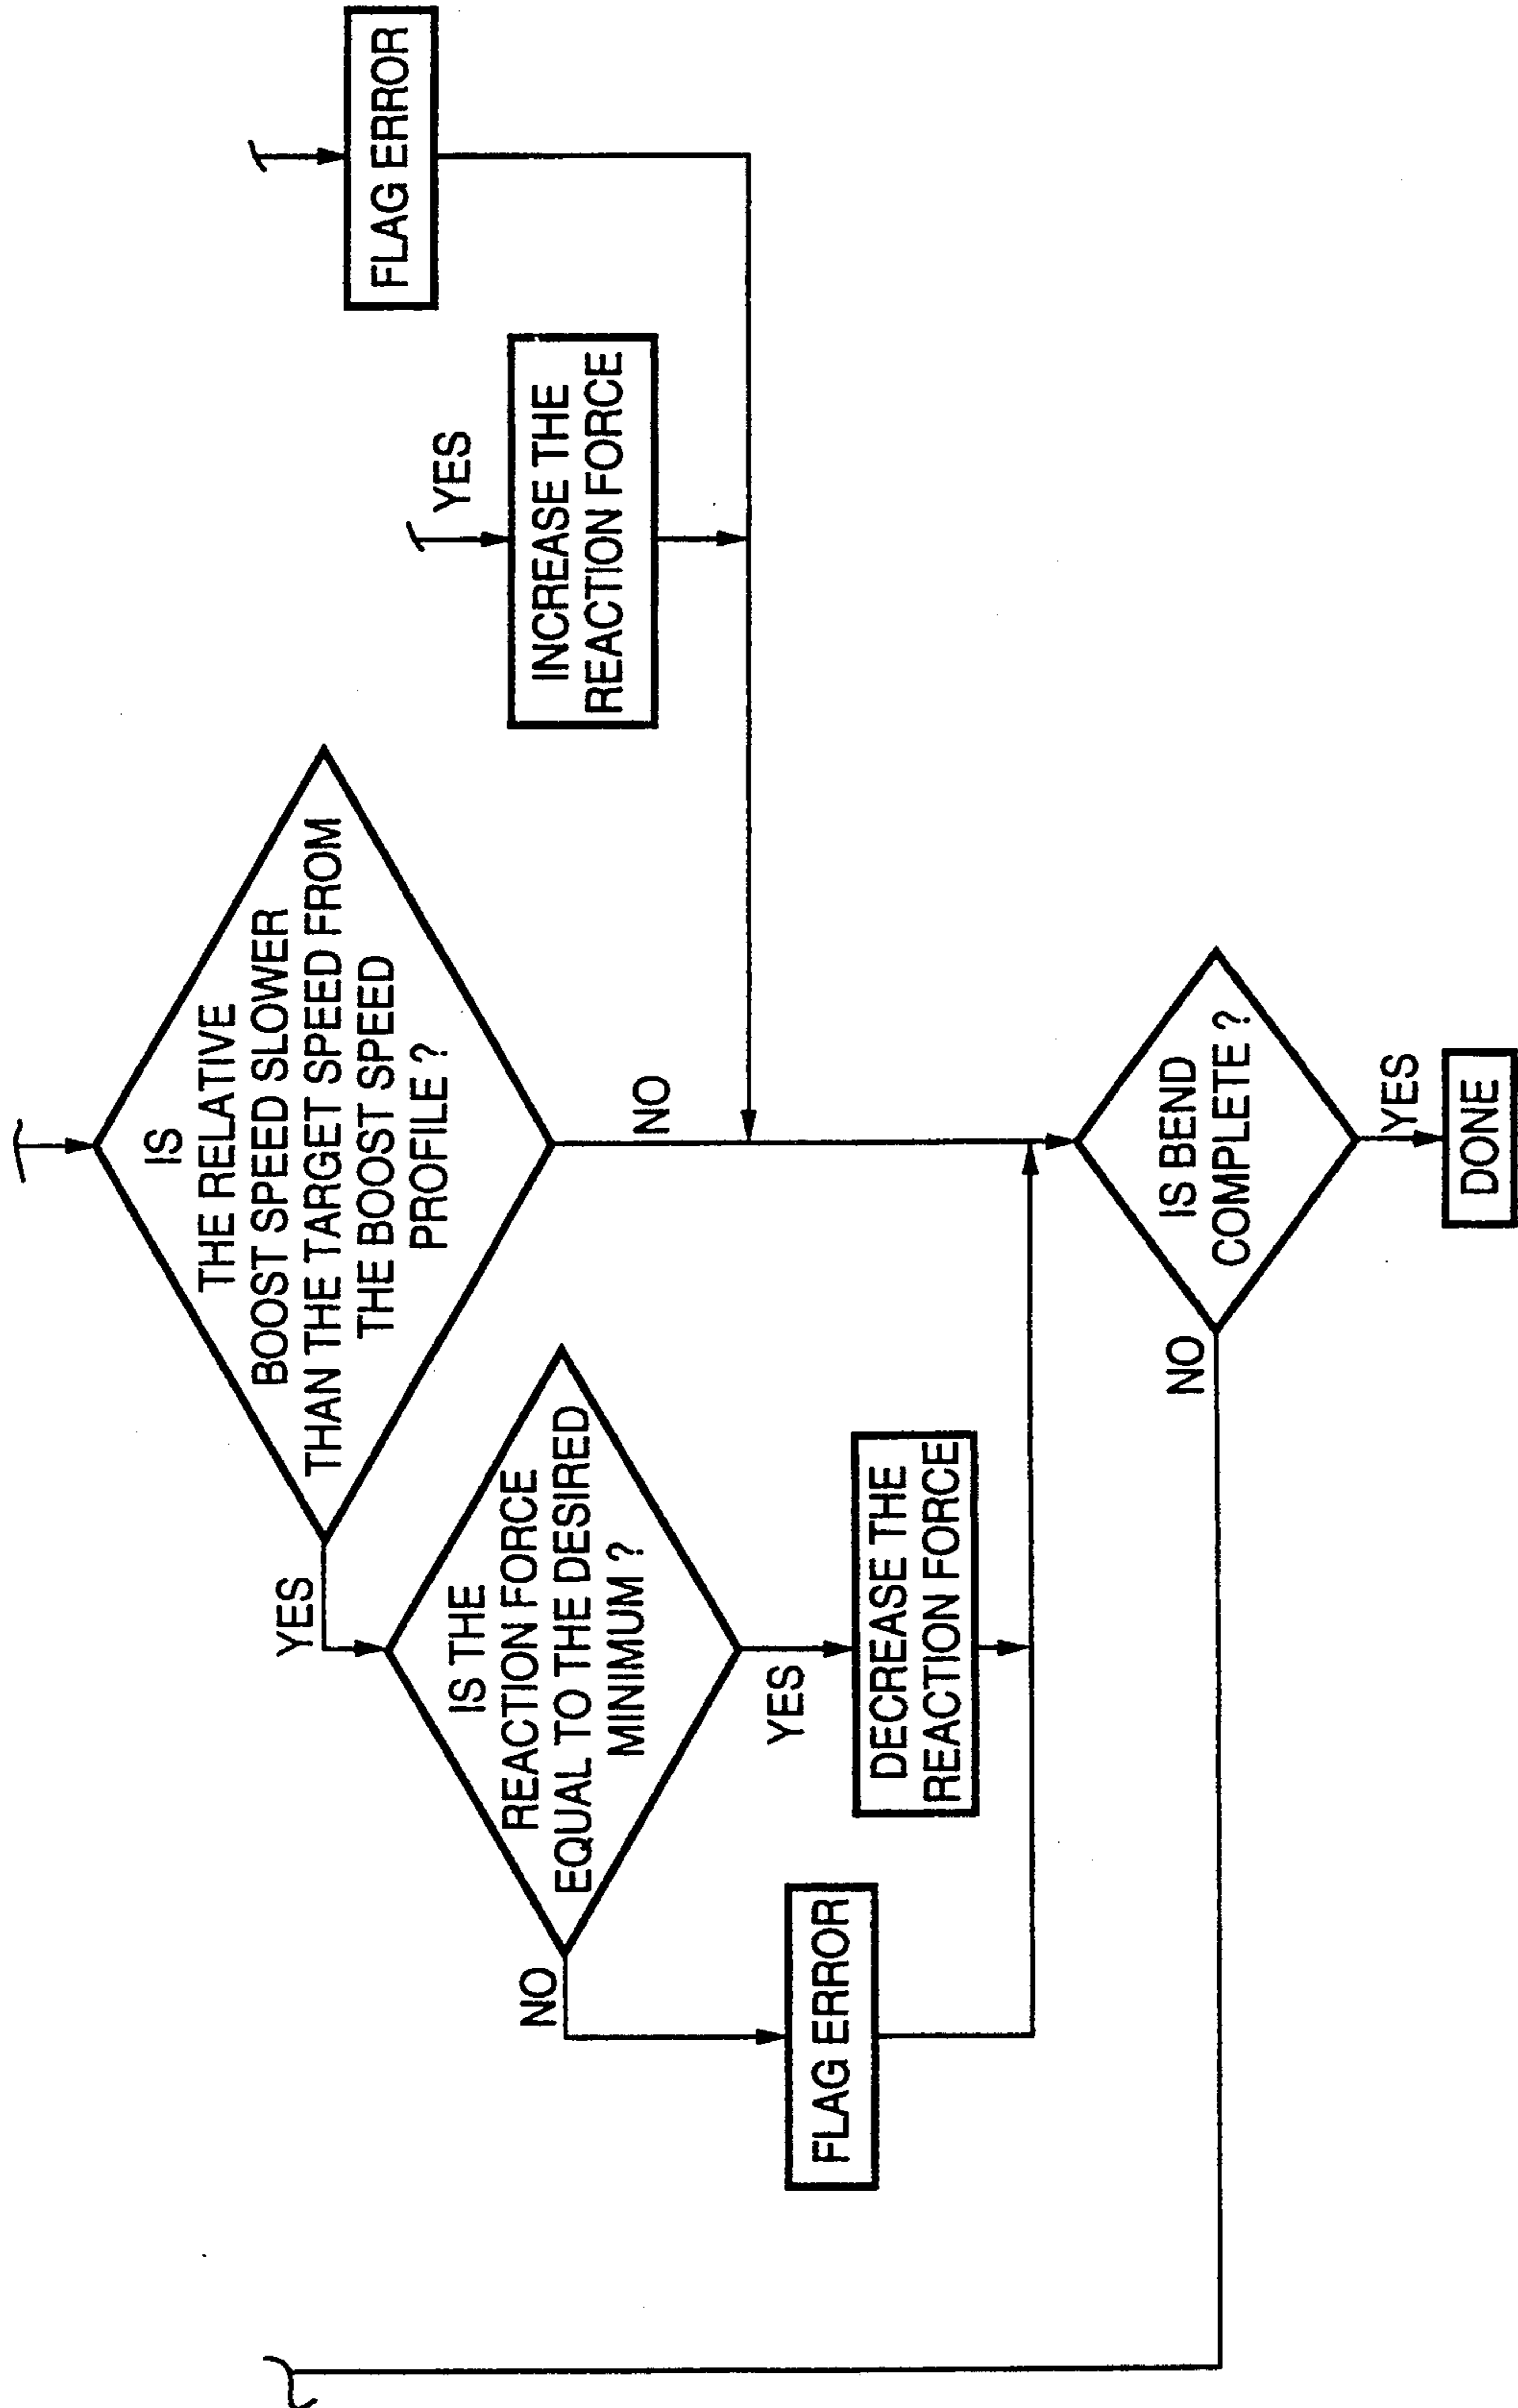 IS
THE RELATIVE
BOOST SPEED SLOWER
THAN THE TARGET SPEED FROM
THE BOOST SPEED
PROFILE ?
YES
NO
IS THE
REACTION FORCE
EQUAL TO THE DESIRED
MINIMUM ?
NO
YES
FLAG ERROR
DECREASE THE
REACTION FORCE
YES
INCREASE THE
REACTION FORCE
FLAG ERROR
IS BEND
COMPLETE ?
NO
YES
DONE